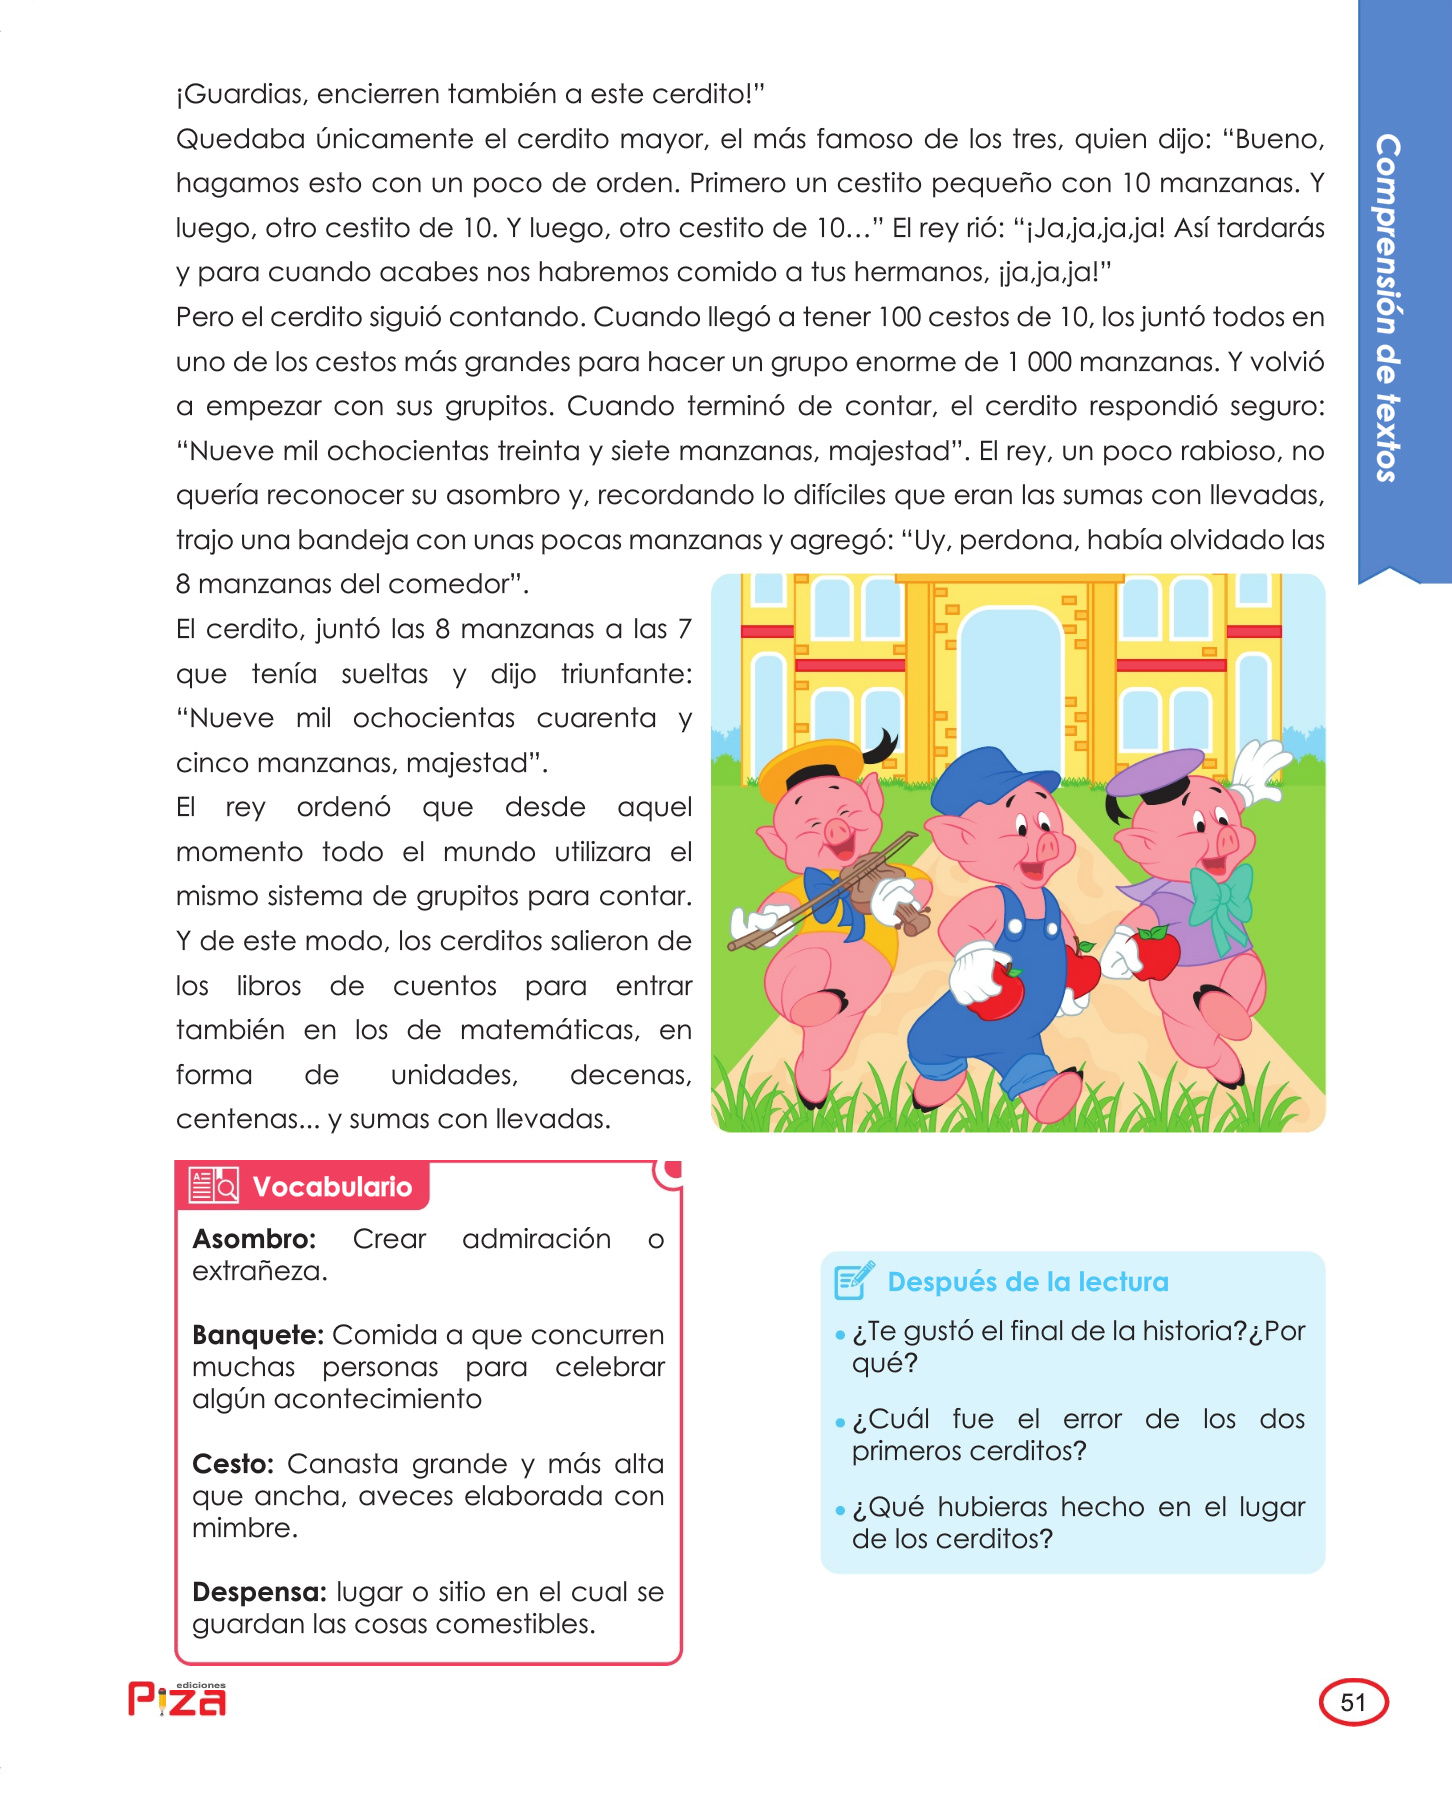 ¡Guardias, encierren también a este cerdito!”
Quedaba únicamente el cerdito mayor, el más famoso de los tres, quien dijo: “Bueno,
hagamos esto con un poco de orden. Primero un cestito pequeño con 10 manzanas. Y
luego, otro cestito de 10. Y luego, otro cestito de 10…” El rey rió: “¡Ja,ja,ja,ja! Así tardarás
y para cuando acabes nos habremos comido a tus hermanos, ¡ja,ja,ja!”
Pero el cerdito siguió contando. Cuando llegó a tener 100 cestos de 10, los juntó todos en
uno de los cestos más grandes para hacer un grupo enorme de 1 000 manzanas. Y volvió
a empezar con sus grupitos. Cuando terminó de contar, el cerdito respondió seguro:
“Nueve mil ochocientas treinta y siete manzanas, majestad”. El rey, un poco rabioso, no
quería reconocer su asombro y, recordando lo difíciles que eran las sumas con llevadas,
trajo una bandeja con unas pocas manzanas y agregó: “Uy, perdona, había olvidado las
8 manzanas del comedor”.
El cerdito, juntó las 8 manzanas a las 7
que tenía sueltas y dijo triunfante:
“Nueve mil ochocientas cuarenta y
cinco manzanas, majestad”.
El rey ordenó que desde aquel
momento todo el mundo utilizara el
mismo sistema de grupitos para contar.
Y de este modo, los cerditos salieron de
los libros de cuentos para entrar
también en los de matemáticas, en
forma de unidades, decenas,
centenas... y sumas con llevadas.
Comprensión de textos
Vocabulario
Asombro: Crear admiración o
extrañeza.
Banquete: Comida a que concurren
muchas personas para celebrar
algún acontecimiento
Cesto: Canasta grande y más alta
que ancha, aveces elaborada con
mimbre.
Despensa: lugar o sitio en el cual se
guardan las cosas comestibles.
Después de la lectura
• ¿Te gustó el final de la historia?¿Por
qué?
• ¿Cuál fue el error de los dos
primeros cerditos?
• ¿Qué hubieras hecho en el lugar
de los cerditos?
ediciones
Piza
51